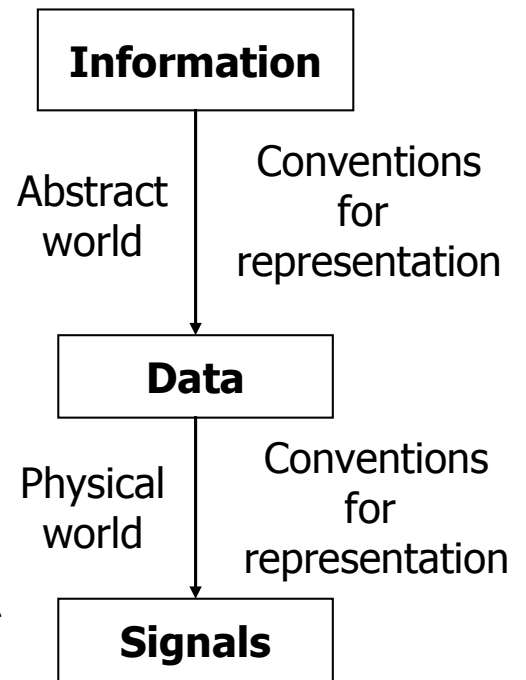 Information
Abstract
world
Conventions
for
representation
Data
Physical
world
Conventions
for
representation
Signals